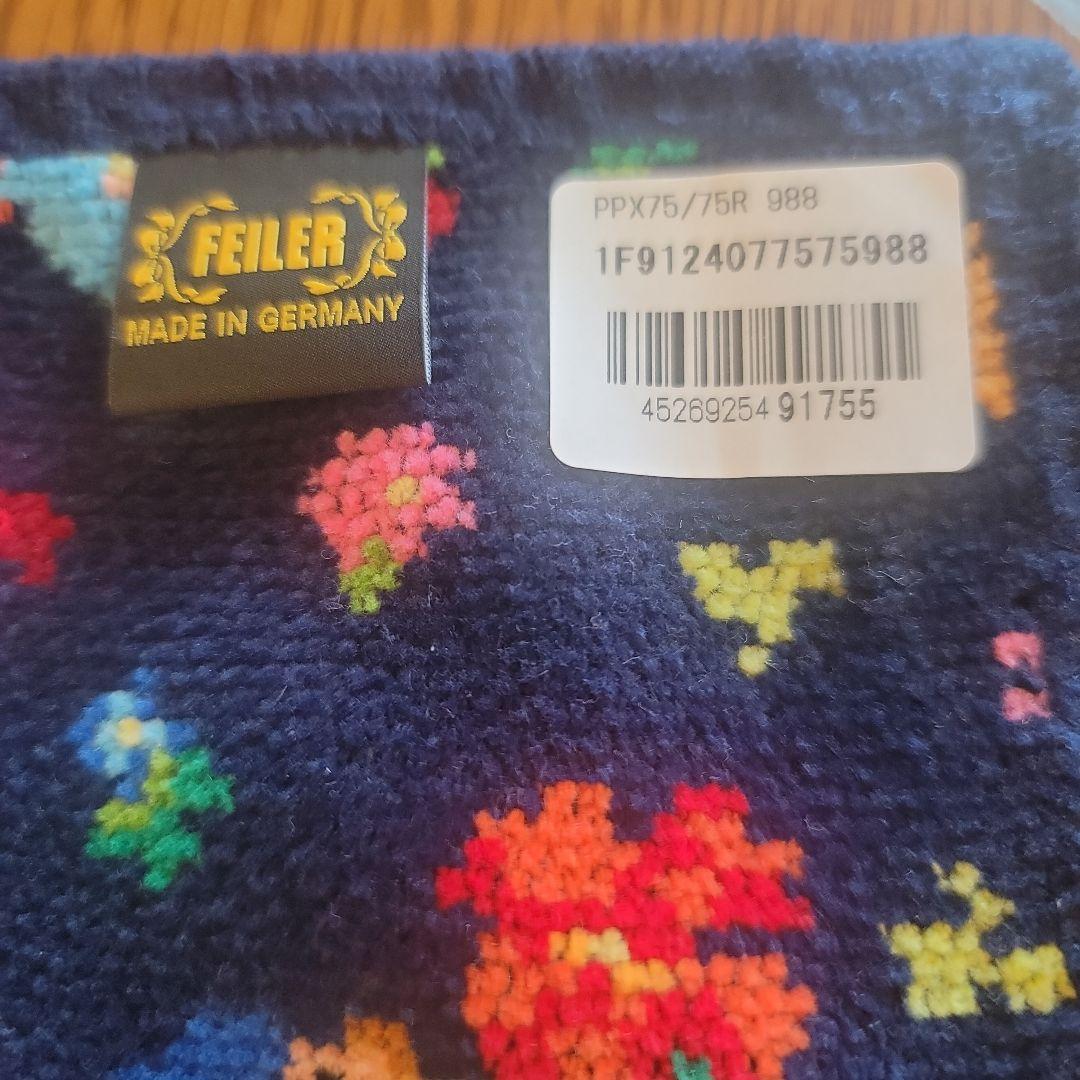 FEILER
MADE IN GERMANY
PPX75/75R 988
1F9124077575988
4526925491755